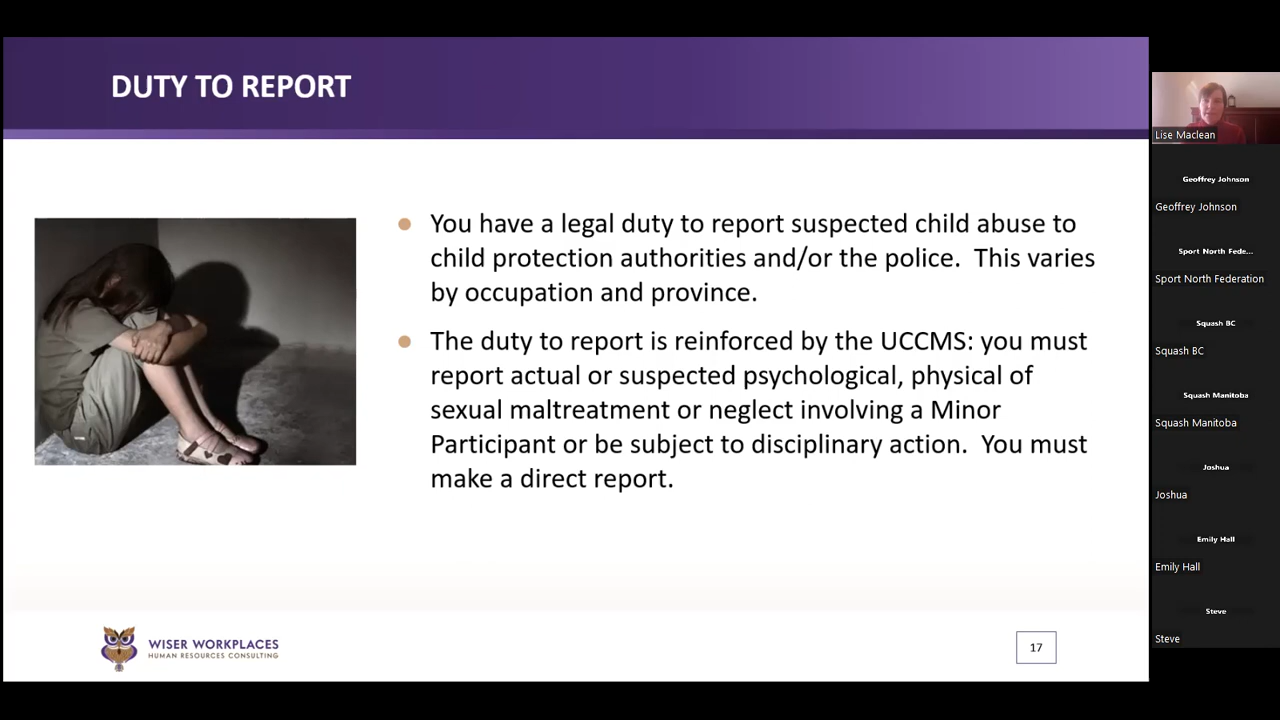 DUTY TO REPORT
You have a legal duty to report suspected child abuse to
child protection authorities and/or the police.  This varies
by occupation and province.
The duty to report is reinforced by the UCCMS: you must
report actual or suspected psychological, physical of
sexual maltreatment or neglect involving a Minor
Participant or be subject to disciplinary action.  You must
make a direct report.
WISER WORKPLACES
HUMAN RESOURCES CONSULTING
17
Lise Maclean
Geoffrey Johnson
Geoffrey Johnson
Sport North Fede...
Sport North Federation
Squash BC
Squash BC
Squash Manitoba
Squash Manitoba
Joshua
Joshua
Emily Hall
Emily Hall
Steve
Steve